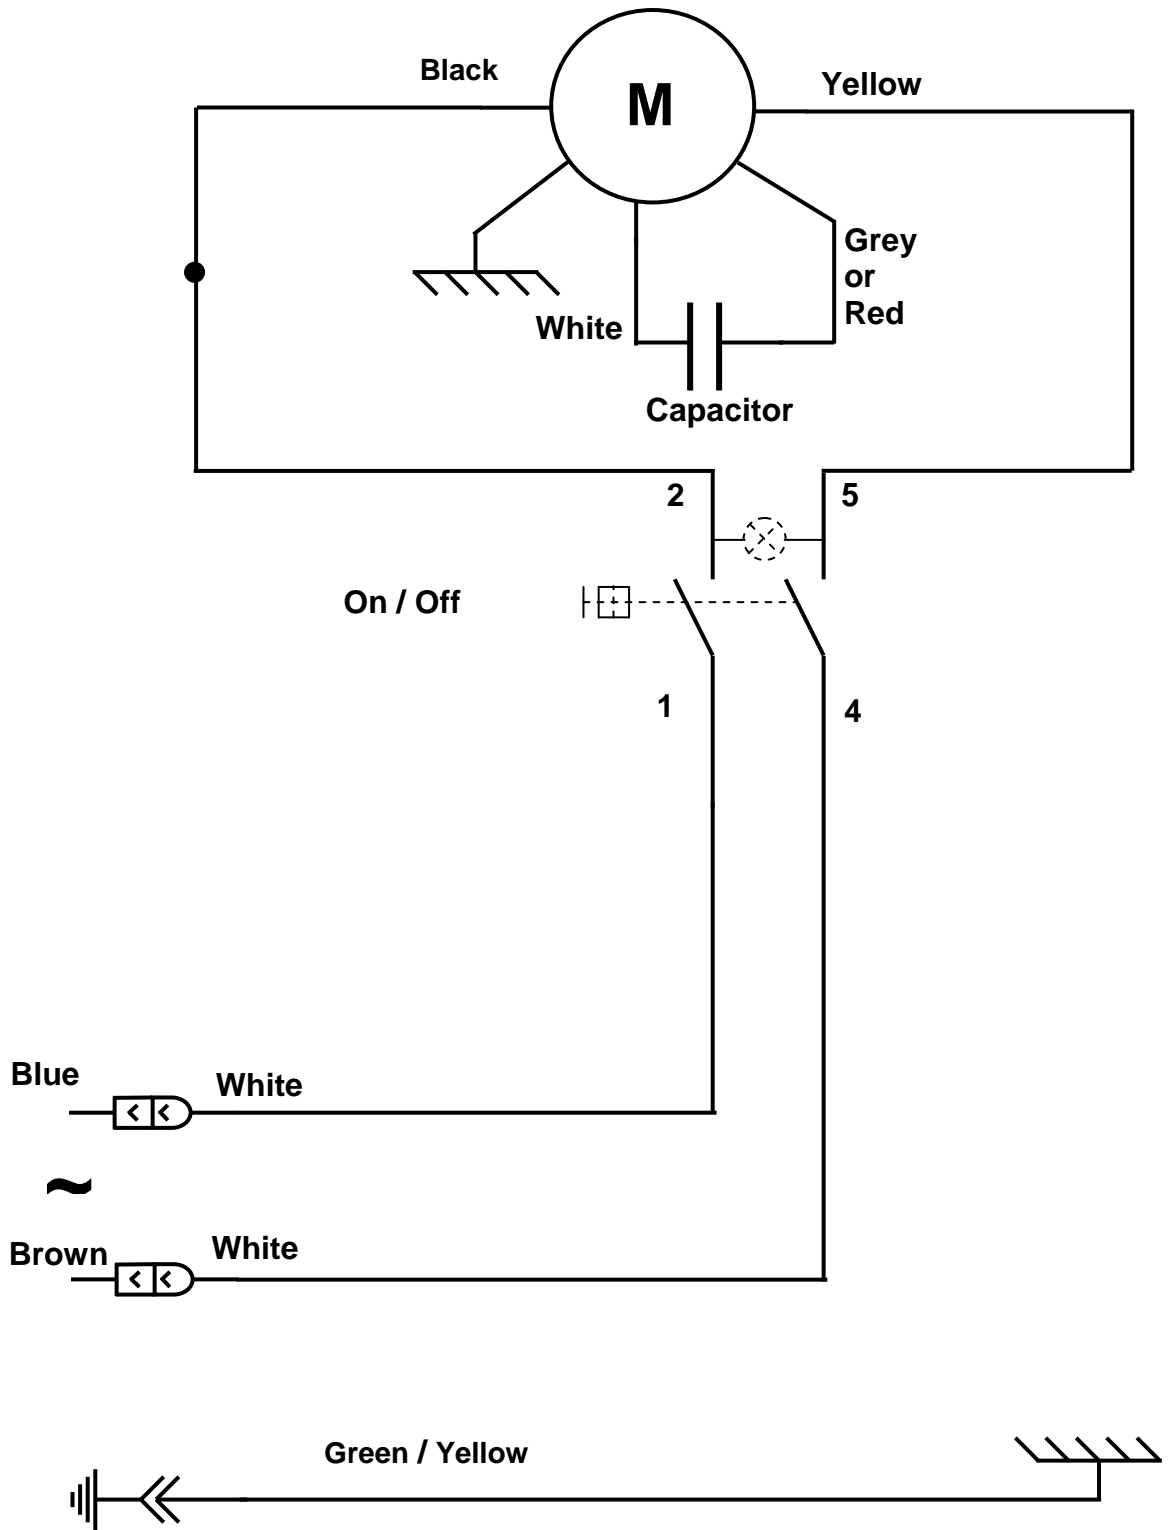 Black
M
Yellow
Grey
or
Red
White
Capacitor
2
5
On / Off
1
4
Blue
White
~
Brown
White
Green / Yellow